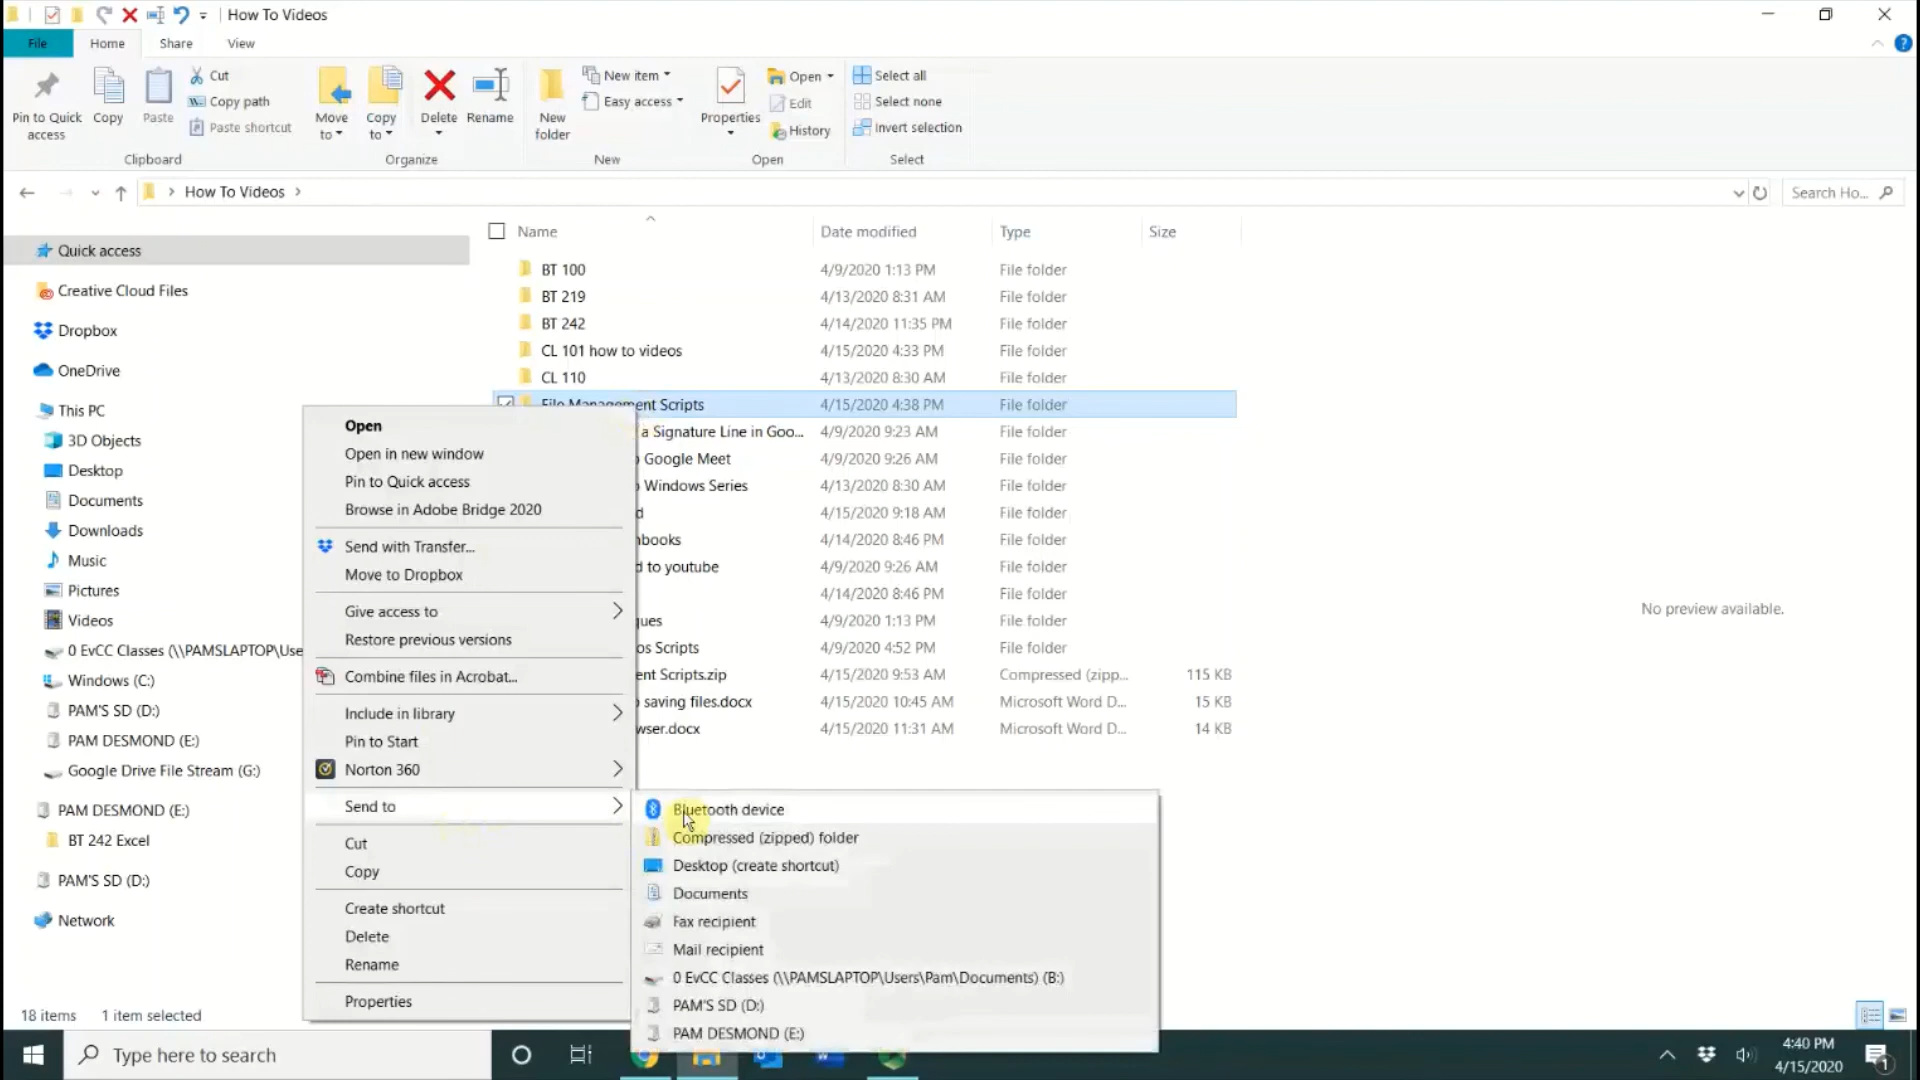 How To Videos
File
Home
Share
View
Pin to Quick access
Copy
Paste
Cut
Copy path
Paste shortcut
Clipboard
Move to
Copy to
Delete
Rename
Organize
New folder
New item
Easy access
New
Properties
Open
Edit
History
Open
Select all
Select none
Invert selection
Select
How To Videos
Search Ho...
Name
Date modified
Type
Size
Quick access
Creative Cloud Files
Dropbox
OneDrive
This PC
3D Objects
Desktop
Documents
Downloads
Music
Pictures
Videos
0 EvCC Classes (\\PAMSLAPTOP\Use
Windows (C:)
PAM'S SD (D:)
PAM DESMOND (E:)
Google Drive File Stream (G:)
PAM DESMOND (E:)
BT 242 Excel
PAM'S SD (D:)
Network
BT 100 4/9/2020 1:13 PM File folder
BT 219 4/13/2020 8:31 AM File folder
BT 242 4/14/2020 11:35 PM File folder
CL 101 how to videos 4/15/2020 4:33 PM File folder
CL 110 4/13/2020 8:30 AM File folder
File Management Scripts 4/15/2020 4:38 PM File folder
a Signature Line in Goo... 4/9/2020 9:23 AM File folder
Google Meet 4/9/2020 9:26 AM File folder
Windows Series 4/13/2020 8:30 AM File folder
d 4/15/2020 9:18 AM File folder
books 4/14/2020 8:46 PM File folder
d to youtube 4/9/2020 9:26 AM File folder
4/14/2020 8:46 PM File folder
ques 4/9/2020 1:13 PM File folder
os Scripts 4/9/2020 4:52 PM File folder
ent Scripts.zip 4/15/2020 9:53 AM Compressed (zipp... 115 KB
saving files.docx 4/15/2020 10:45 AM Microsoft Word D... 15 KB
wser.docx 4/15/2020 11:31 AM Microsoft Word D... 14 KB
No preview available.
Open
Open in new window
Pin to Quick access
Browse in Adobe Bridge 2020
Send with Transfer...
Move to Dropbox
Give access to
Restore previous versions
Combine files in Acrobat...
Include in library
Pin to Start
Norton 360
Send to
Cut
Copy
Create shortcut
Delete
Rename
Properties
Bluetooth device
Compressed (zipped) folder
Desktop (create shortcut)
Documents
Fax recipient
Mail recipient
0 EvCC Classes (\\PAMSLAPTOP\Users\Pam\Documents) (B:)
PAM'S SD (D:)
PAM DESMOND (E:)
18 items 1 item selected
Type here to search
4:40 PM
4/15/2020
1